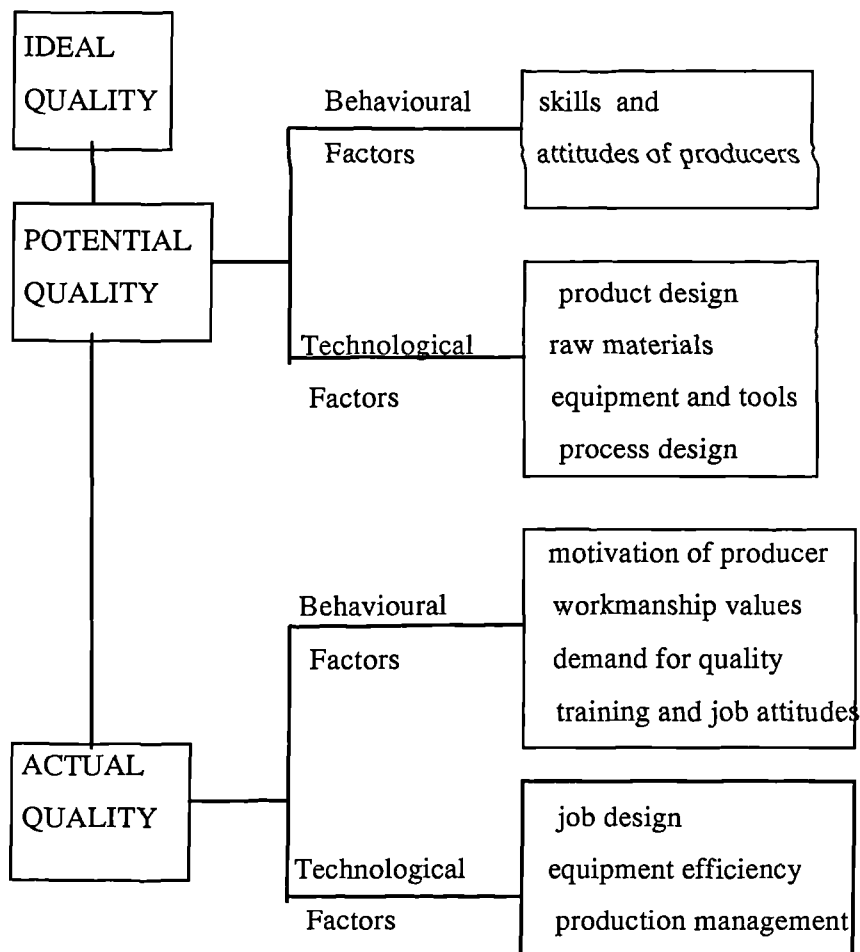 IDEAL
QUALITY
Behavioural
Factors
skills and
attitudes of producers
POTENTIAL
QUALITY
Technological
Factors
product design
raw materials
equipment and tools
process design
Behavioural
Factors
motivation of producer
workmanship values
demand for quality
training and job attitudes
ACTUAL
QUALITY
Technological
Factors
job design
equipment efficiency
production management